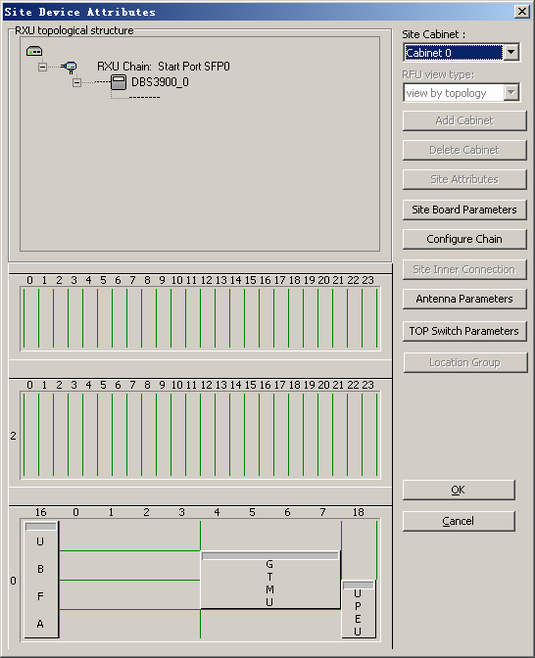 Site Device Attributes
RXU topological structure
RXU Chain: Start Port SFP0
DBS3900_0
Site Cabinet :
Cabinet 0
RFU view type:
view by topology
Add Cabinet
Delete Cabinet
Site Attributes
Site Board Parameters
Configure Chain
Site Inner Connection
Antenna Parameters
TOP Switch Parameters
Location Group
OK
Cancel
0 1 2 3 4 5 6 7 8 9 10 11 12 13 14 15 16 17 18 19 20 21 22 23
0 1 2 3 4 5 6 7 8 9 10 11 12 13 14 15 16 17 18 19 20 21 22 23
2
16 0 1 2 3 4 5 6 7 18
0
UBFA
GTMU
UPEU